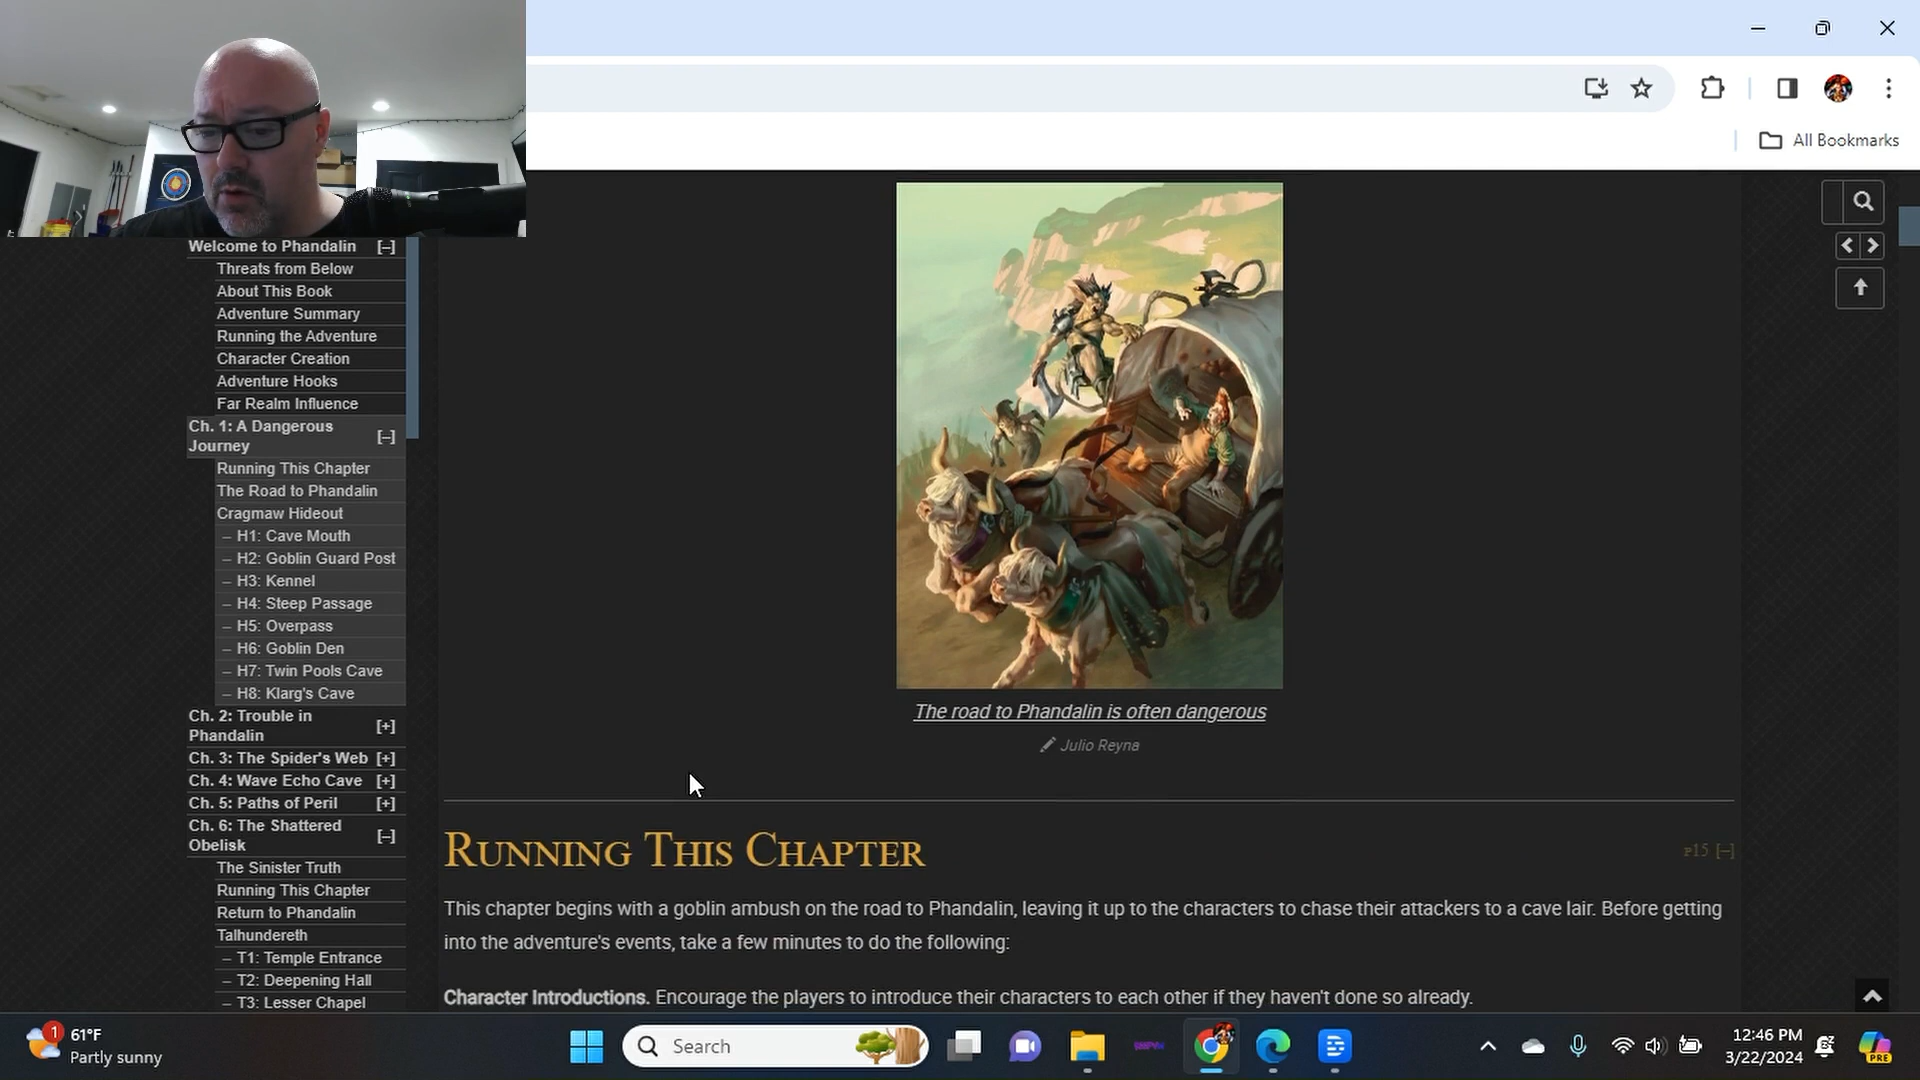 All Bookmarks
Welcome to Phandalin [–]
Threats from Below
About This Book
Adventure Summary
Running the Adventure
Character Creation
Adventure Hooks
Far Realm Influence
Ch. 1: A Dangerous
Journey [–]
Running This Chapter
The Road to Phandalin
Cragmaw Hideout
– H1: Cave Mouth
– H2: Goblin Guard Post
– H3: Kennel
– H4: Steep Passage
– H5: Overpass
– H6: Goblin Den
– H7: Twin Pools Cave
– H8: Klarg's Cave
Ch. 2: Trouble in
Phandalin [+]
Ch. 3: The Spider's Web [+]
Ch. 4: Wave Echo Cave [+]
Ch. 5: Paths of Peril [+]
Ch. 6: The Shattered
Obelisk [–]
The Sinister Truth
Running This Chapter
Return to Phandalin
Talhundereth
– T1: Temple Entrance
– T2: Deepening Hall
– T3: Lesser Chapel
The road to Phandalin is often dangerous
Julio Reyna
Running This Chapter
P15 [–]
This chapter begins with a goblin ambush on the road to Phandalin, leaving it up to the characters to chase their attackers to a cave lair. Before getting
into the adventure's events, take a few minutes to do the following:
Character Introductions. Encourage the players to introduce their characters to each other if they haven't done so already.
1
61°F
Partly sunny
Search
12:46 PM
3/22/2024
PRE